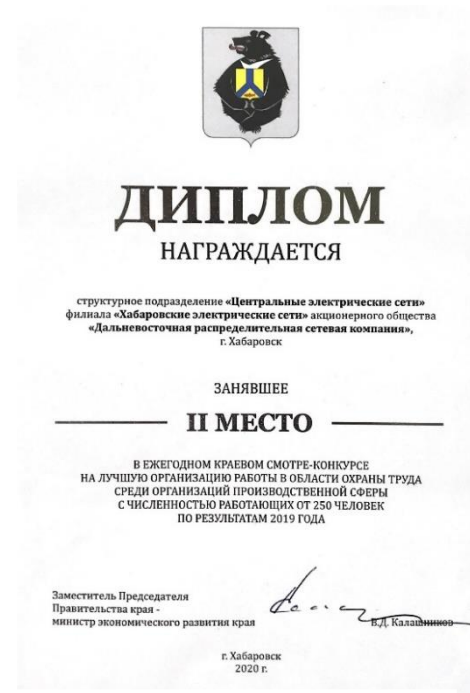 ДИПЛОМ
НАГРАЖДАЕТСЯ
структурное подразделение «Центральные электрические сети»
филиала «Хабаровские электрические сети» акционерного общества
«Дальневосточная распределительная сетевая компания»,
г. Хабаровск
ЗАНЯВШЕЕ
II МЕСТО
В ЕЖЕГОДНОМ КРАЕВОМ СМОТРЕ-КОНКУРСЕ
НА ЛУЧШУЮ ОРГАНИЗАЦИЮ РАБОТЫ В ОБЛАСТИ ОХРАНЫ ТРУДА
СРЕДИ ОРГАНИЗАЦИЙ ПРОИЗВОДСТВЕННОЙ СФЕРЫ
С ЧИСЛЕННОСТЬЮ РАБОТАЮЩИХ ОТ 250 ЧЕЛОВЕК
ПО РЕЗУЛЬТАТАМ 2019 ГОДА
Заместитель Председателя
Правительства края -
министр экономического развития края
В.Д. Калашников
г. Хабаровск
2020 г.